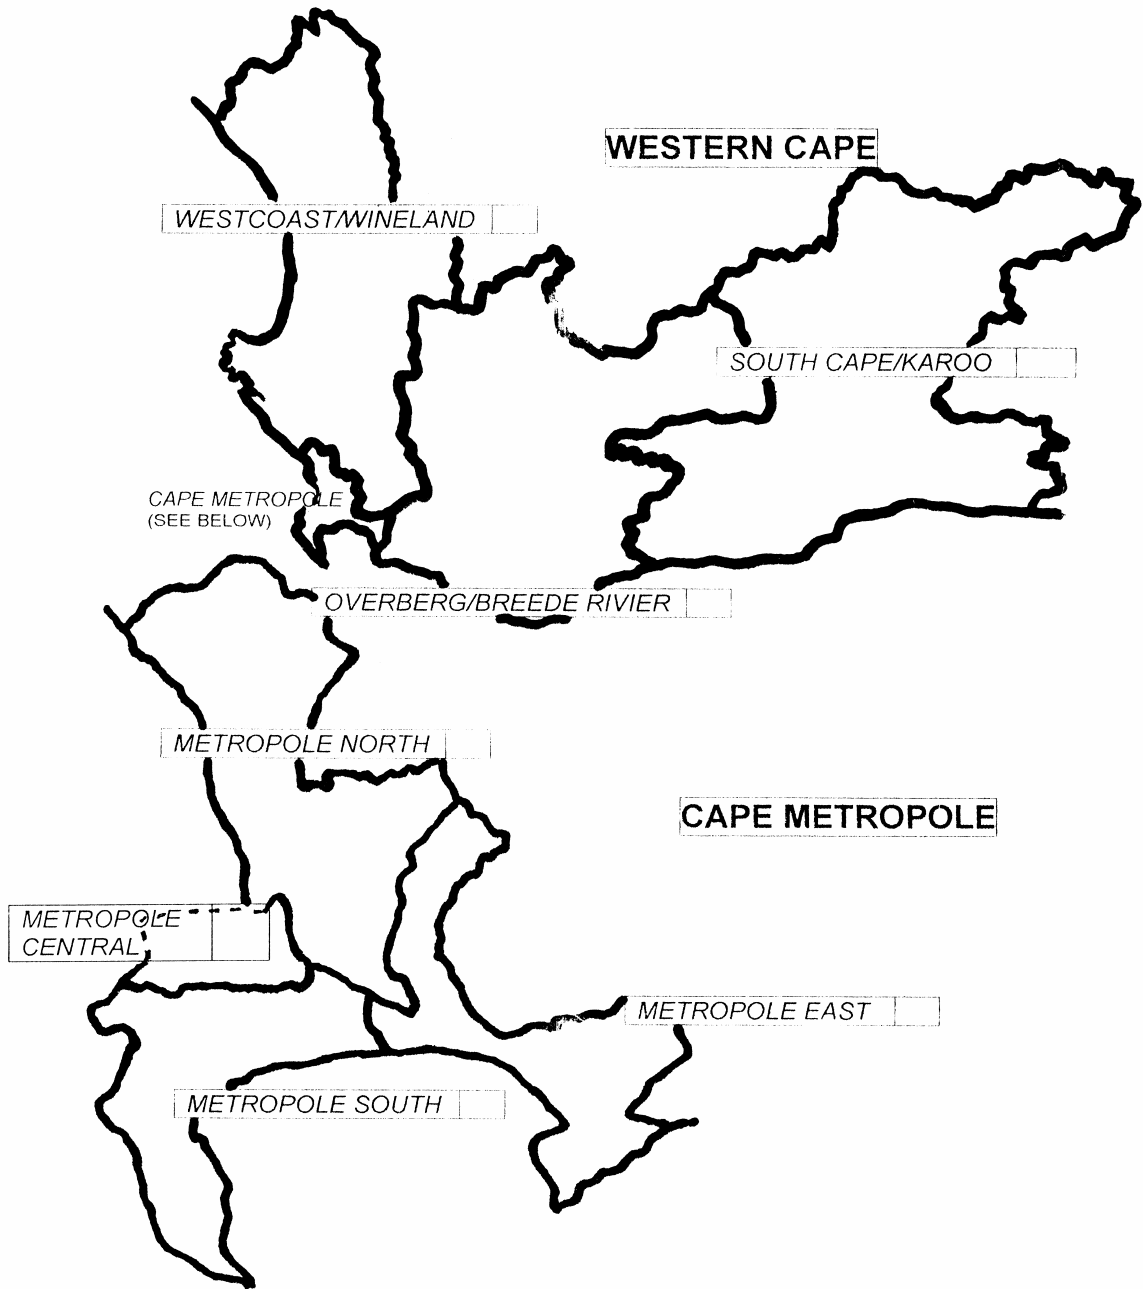 WESTERN CAPE
WESTCOAST/WINELAND
SOUTH CAPE/KAROO
CAPE METROPOLE
(SEE BELOW)
OVERBERG/BREEDE RIVIER
METROPOLE NORTH
CAPE METROPOLE
METROPOLE
CENTRAL
METROPOLE EAST
METROPOLE SOUTH